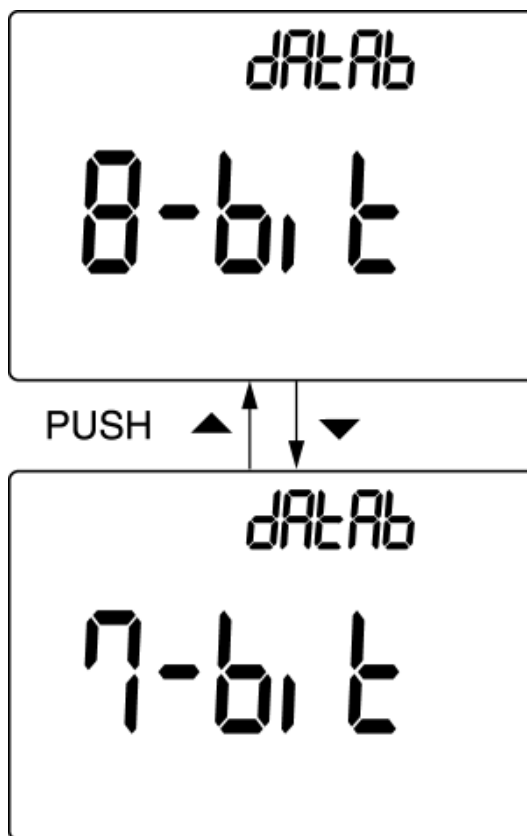 dAtAb
8-bit
PUSH ▲ ▼
dAtAb
7-bit